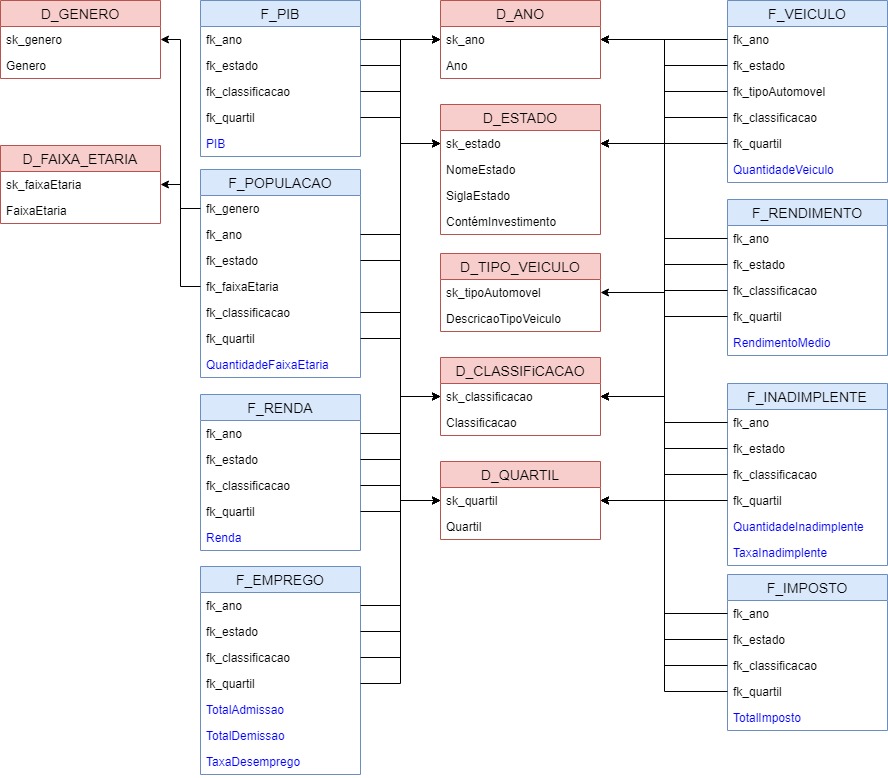 D_GENERO
sk_genero
Genero
D_FAIXA_ETARIA
sk_faixaEtaria
FaixaEtaria
F_PIB
fk_ano
fk_estado
fk_classificacao
fk_quartil
PIB
F_POPULACAO
fk_genero
fk_ano
fk_estado
fk_faixaEtaria
fk_classificacao
fk_quartil
QuantidadeFaixaEtaria
F_RENDA
fk_ano
fk_estado
fk_classificacao
fk_quartil
Renda
F_EMPREGO
fk_ano
fk_estado
fk_classificacao
fk_quartil
TotalAdmissao
TotalDemissao
TaxaDesemprego
D_ANO
sk_ano
Ano
D_ESTADO
sk_estado
NomeEstado
SiglaEstado
ContémInvestimento
D_TIPO_VEICULO
sk_tipoAutomovel
DescricaoTipoVeiculo
D_CLASSIFiCACAO
sk_classificacao
Classificacao
D_QUARTIL
sk_quartil
Quartil
F_VEICULO
fk_ano
fk_estado
fk_tipoAutomovel
fk_classificacao
fk_quartil
QuantidadeVeiculo
F_RENDIMENTO
fk_ano
fk_estado
fk_classificacao
fk_quartil
RendimentoMedio
F_INADIMPLENTE
fk_ano
fk_estado
fk_classificacao
fk_quartil
QuantidadeInadimplente
TaxaInadimplente
F_IMPOSTO
fk_ano
fk_estado
fk_classificacao
fk_quartil
TotalImposto